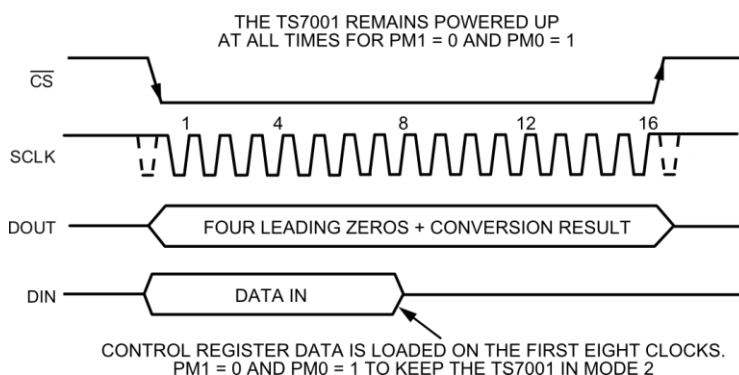 THE TS7001 REMAINS POWERED UP
AT ALL TIMES FOR PM1 = 0 AND PM0 = 1
CS
1 4 8 12 16
SCLK
DOUT FOUR LEADING ZEROS + CONVERSION RESULT
DIN DATA IN
CONTROL REGISTER DATA IS LOADED ON THE FIRST EIGHT CLOCKS.
PM1 = 0 AND PM0 = 1 TO KEEP THE TS7001 IN MODE 2